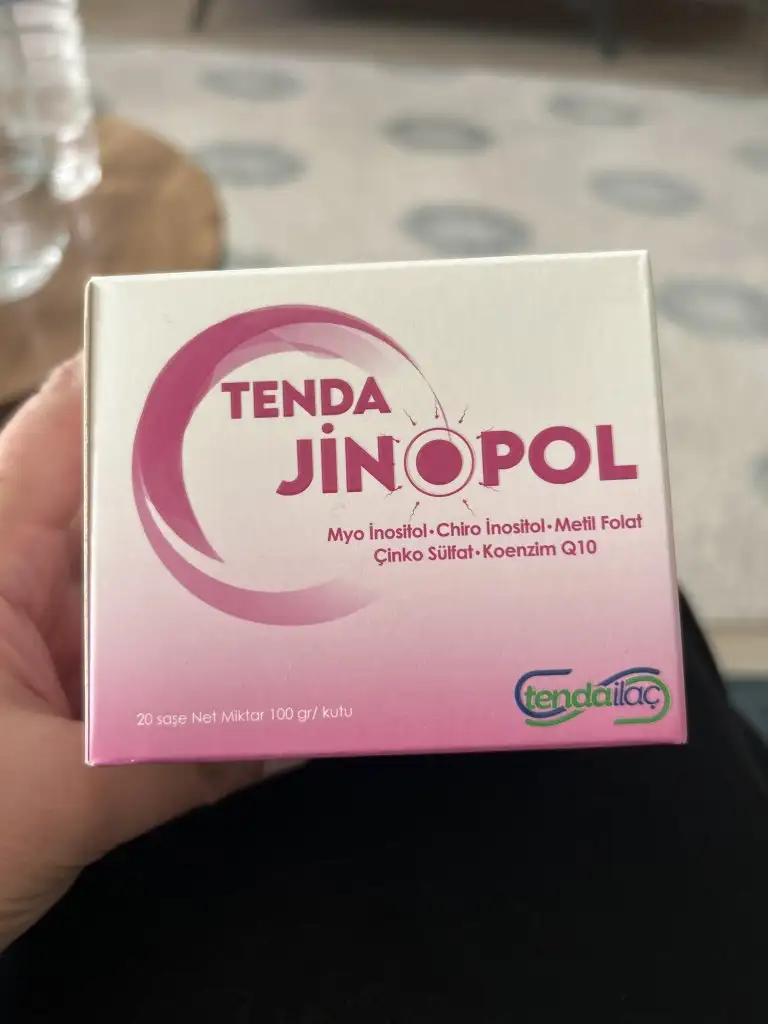 TENDA
JİNOPOL
Myo İnositol•Chiro İnositol•Metil Folat
Çinko Sülfat•Koenzim Q10
20 saşe Net Miktar 100 gr/ kutu
tendailaç